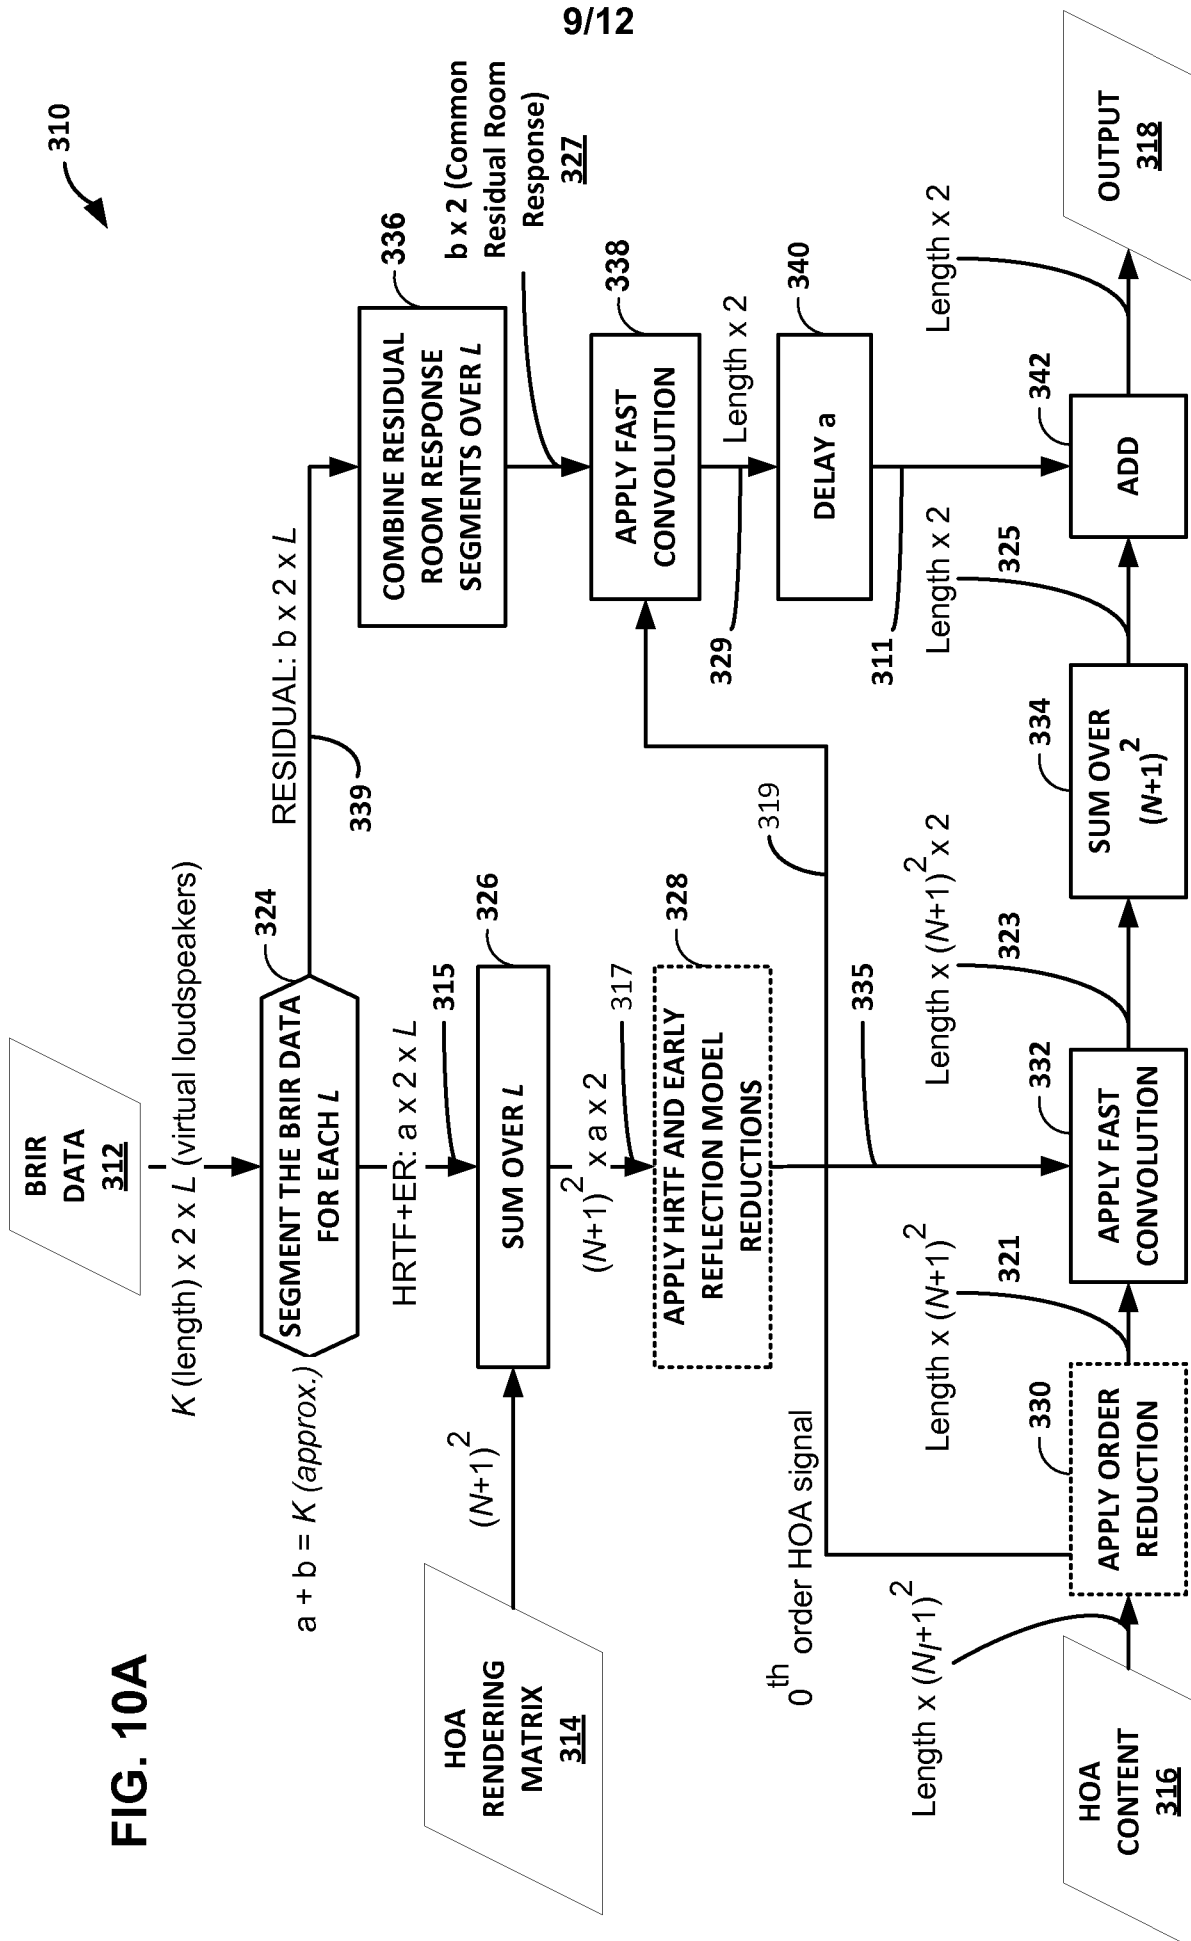 9/12
FIG. 10A
310
BRIR
DATA
312
K (length) x 2 x L (virtual loudspeakers)
324
SEGMENT THE BRIR DATA
FOR EACH L
a + b = K (approx.)
RESIDUAL: b x 2 x L
339
336
COMBINE RESIDUAL
ROOM RESPONSE
SEGMENTS OVER L
b x 2 (Common
Residual Room
Response)
327
HRTF+ER: a x 2 x L
315
HOA
RENDERING
MATRIX
314
(N+1)²
326
SUM OVER L
(N+1)² x a x 2
317
328
APPLY HRTF AND EARLY
REFLECTION MODEL
REDUCTIONS
335
338
APPLY FAST
CONVOLUTION
Length x 2
329
340
DELAY a
311
0th order HOA signal
319
HOA
CONTENT
316
Length x (NI+1)²
330
APPLY ORDER
REDUCTION
Length x (N+1)²
321
332
APPLY FAST
CONVOLUTION
Length x (N+1)² x 2
323
334
SUM OVER
(N+1)²
Length x 2
325
342
ADD
Length x 2
OUTPUT
318